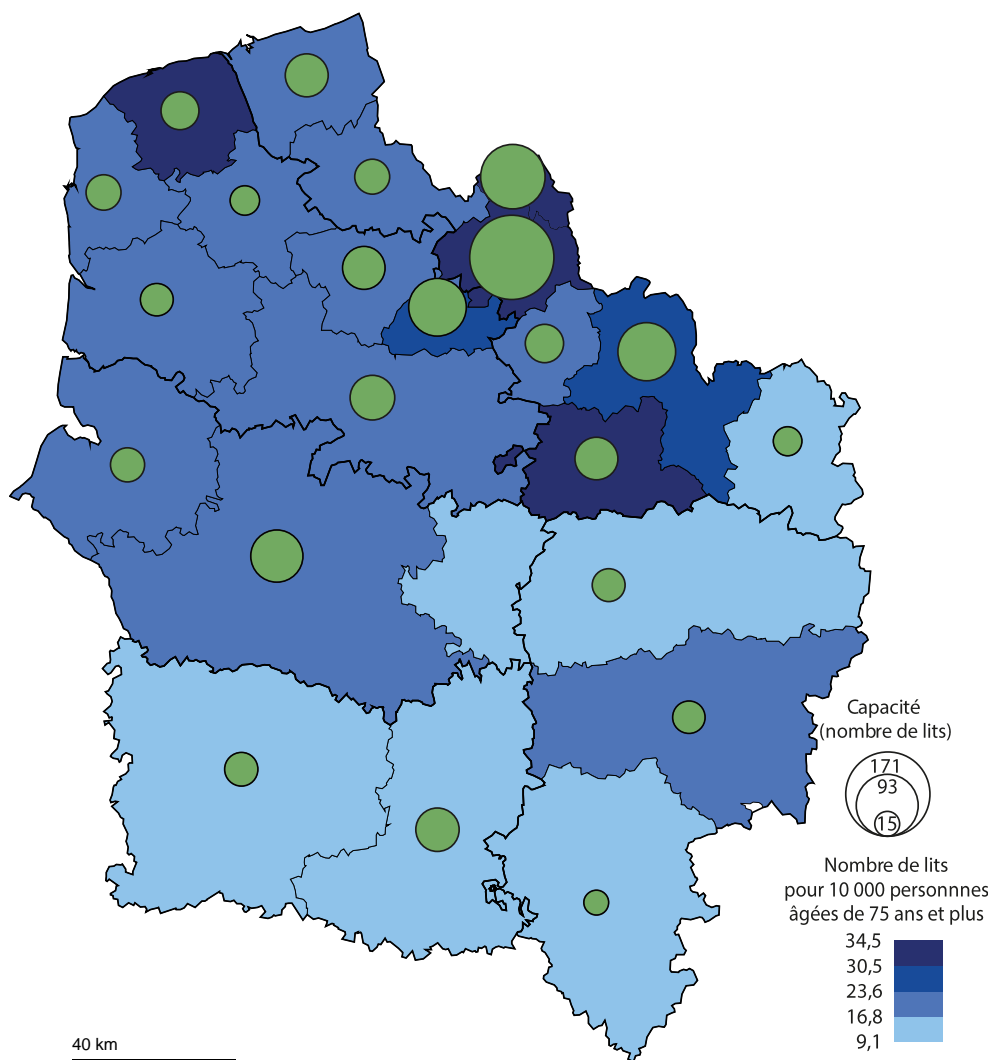 Capacité
(nombre de lits)
171
93
15
Nombre de lits
pour 10 000 personnnes
âgées de 75 ans et plus
34,5
30,5
23,6
16,8
9,1
40 km